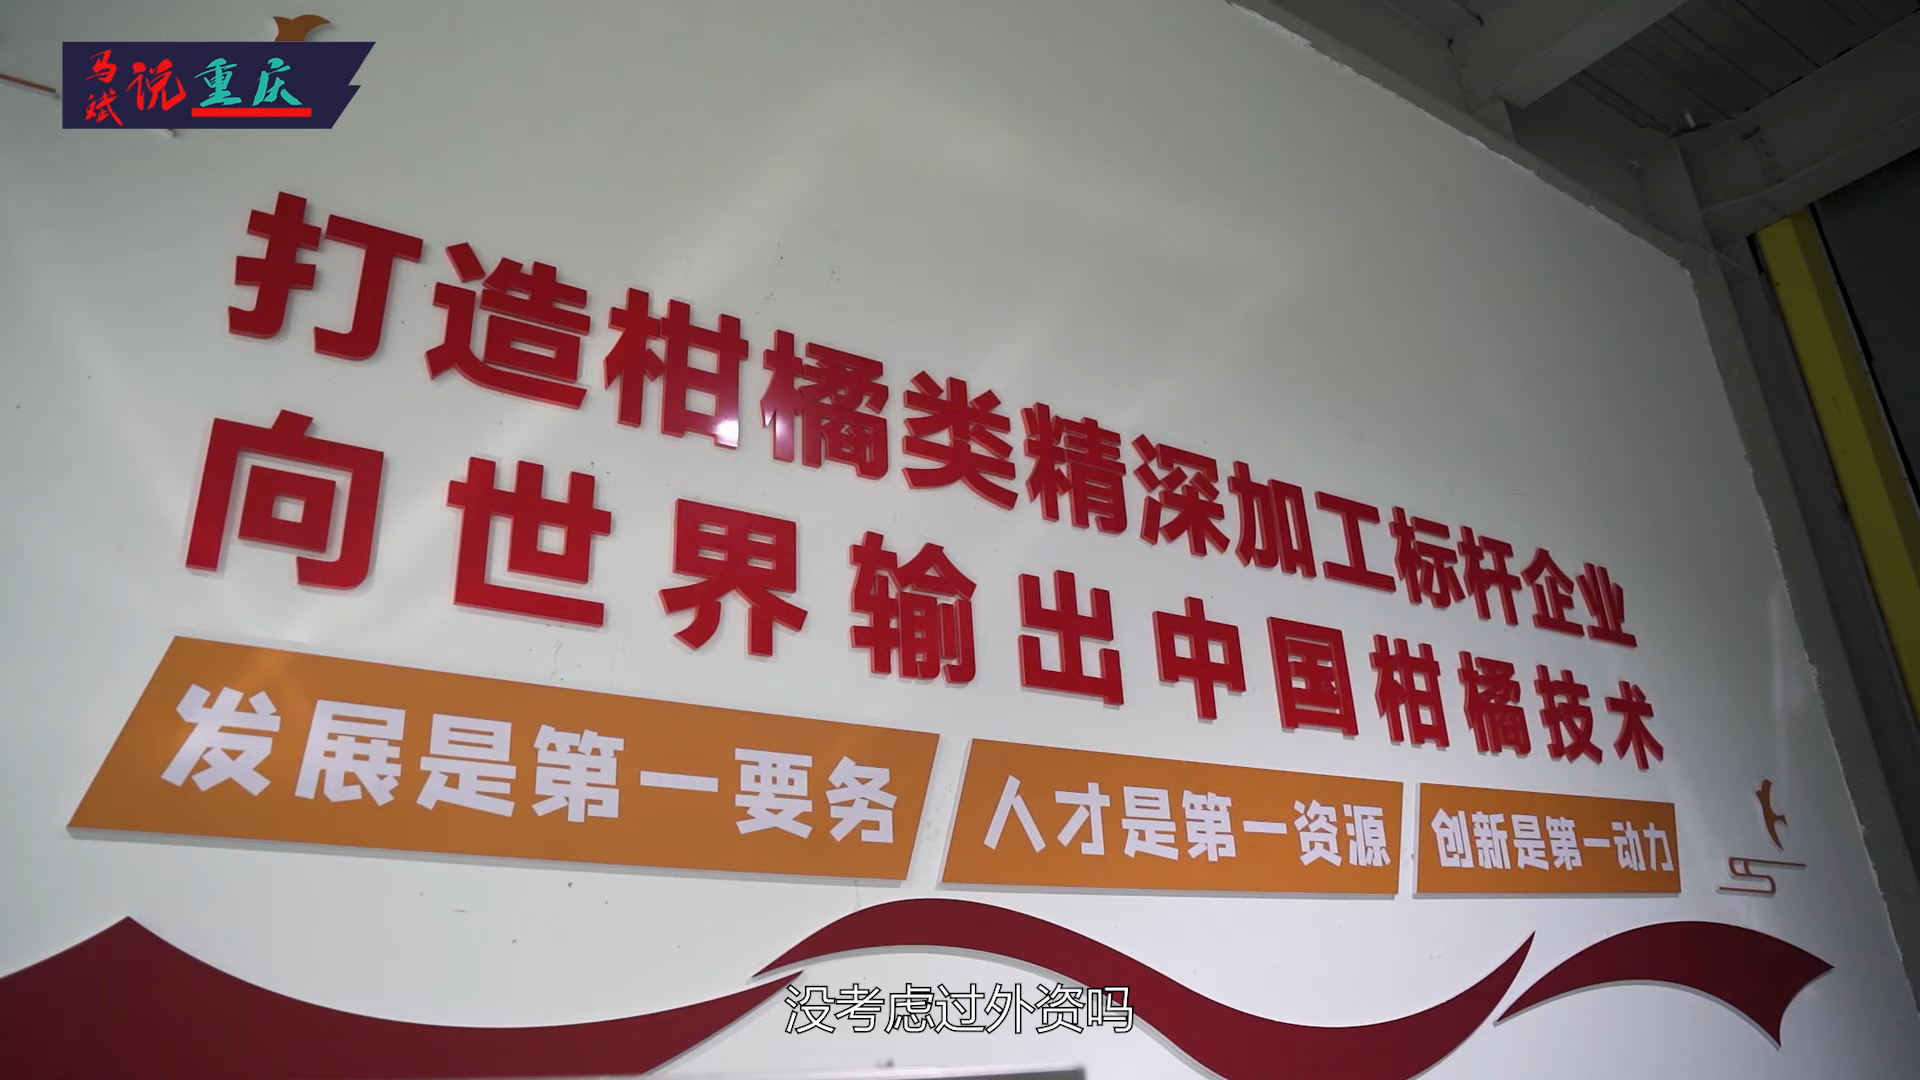 马斌说重庆
打造柑橘类精深加工标杆企业
向世界输出中国柑橘技术
发展是第一要务
人才是第一资源
创新是第一动力
没考虑过外资吗